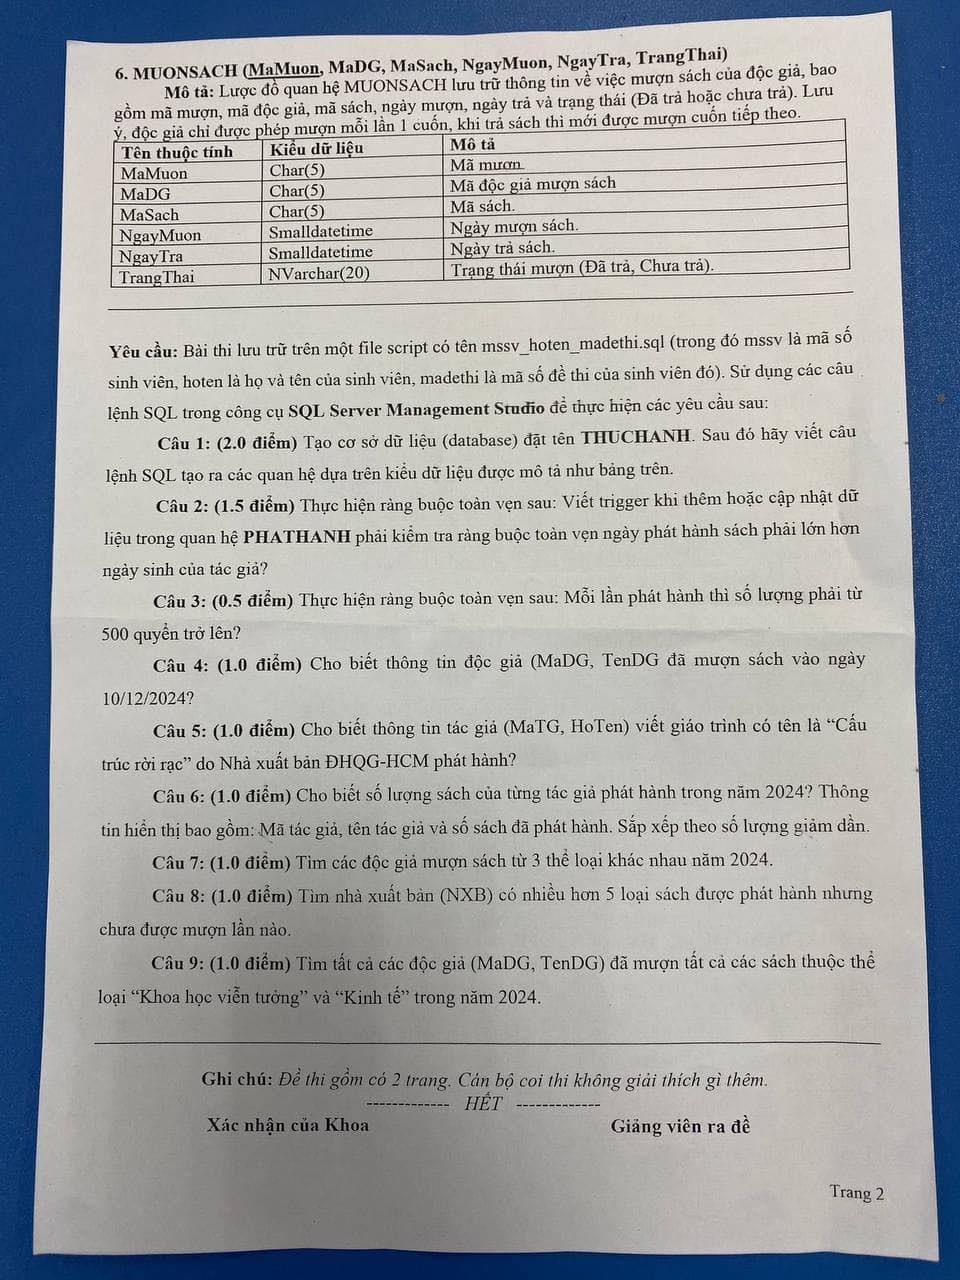 6. MUONSACH (MaMuon, MaDG, MaSach, NgayMuon, NgayTra, TrangThai)
Mô tả: Lược đồ quan hệ MUONSACH lưu trữ thông tin về việc mượn sách của độc giả, bao
gồm mã mượn, mã độc giả, mã sách, ngày mượn, ngày trả và trạng thái (Đã trả hoặc chưa trả). Lưu
ý, độc giả chỉ được phép mượn mỗi lần 1 cuốn, khi trả sách thì mới được mượn cuốn tiếp theo.
Tên thuộc tính Kiểu dữ liệu Mô tả
MaMuon Char(5) Mã mượn
MaDG Char(5) Mã độc giả mượn sách
MaSach Char(5) Mã sách.
NgayMuon Smalldatetime Ngày mượn sách.
NgayTra Smalldatetime Ngày trả sách.
TrangThai NVarchar(20) Trạng thái mượn (Đã trả, Chưa trả).
Yêu cầu: Bài thi lưu trữ trên một file script có tên mssv_hoten_madethi.sql (trong đó mssv là mã số
sinh viên, hoten là họ và tên của sinh viên, madethi là mã số đề thi của sinh viên đó). Sử dụng các câu
lệnh SQL trong công cụ SQL Server Management Studio để thực hiện các yêu cầu sau:
Câu 1: (2.0 điểm) Tạo cơ sở dữ liệu (database) đặt tên THUCHANH. Sau đó hãy viết câu
lệnh SQL tạo ra các quan hệ dựa trên kiểu dữ liệu được mô tả như bảng trên.
Câu 2: (1.5 điểm) Thực hiện ràng buộc toàn vẹn sau: Viết trigger khi thêm hoặc cập nhật dữ
liệu trong quan hệ PHATHANH phải kiểm tra ràng buộc toàn vẹn ngày phát hành sách phải lớn hơn
ngày sinh của tác giả?
Câu 3: (0.5 điểm) Thực hiện ràng buộc toàn vẹn sau: Mỗi lần phát hành thì số lượng phải từ
500 quyển trở lên?
Câu 4: (1.0 điểm) Cho biết thông tin độc giả (MaDG, TenDG đã mượn sách vào ngày
10/12/2024?
Câu 5: (1.0 điểm) Cho biết thông tin tác giả (MaTG, HoTen) viết giáo trình có tên là “Cấu
trúc rời rạc” do Nhà xuất bản ĐHQG-HCM phát hành?
Câu 6: (1.0 điểm) Cho biết số lượng sách của từng tác giả phát hành trong năm 2024? Thông
tin hiển thị bao gồm: Mã tác giả, tên tác giả và số sách đã phát hành. Sắp xếp theo số lượng giảm dần.
Câu 7: (1.0 điểm) Tìm các độc giả mượn sách từ 3 thể loại khác nhau năm 2024.
Câu 8: (1.0 điểm) Tìm nhà xuất bản (NXB) có nhiều hơn 5 loại sách được phát hành nhưng
chưa được mượn lần nào.
Câu 9: (1.0 điểm) Tìm tất cả các độc giả (MaDG, TenDG) đã mượn tất cả các sách thuộc thể
loại “Khoa học viễn tưởng” và “Kinh tế” trong năm 2024.
Ghi chú: Đề thi gồm có 2 trang. Cán bộ coi thi không giải thích gì thêm.
------------- HẾT -------------
Xác nhận của Khoa Giảng viên ra đề
Trang 2